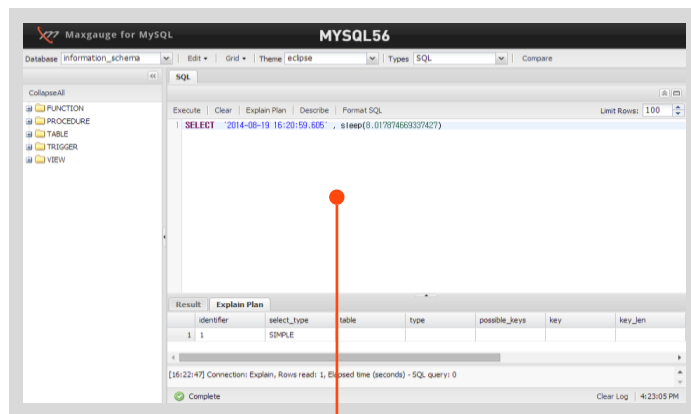 Maxgauge for MySQL
MYSQL56
Database information_schema Edit Grid Theme eclipse Types SQL Compare
SQL
CollapseAll
FUNCTION
PROCEDURE
TABLE
TRIGGER
VIEW
Execute Clear Explain Plan Describe Format SQL Limit Rows: 100
1 SELECT '2014-08-19 16:20:59.605' , sleep(8.017874669337427)
Result Explain Plan
identifier select_type table type possible_keys key key_len
1 1 SIMPLE
[16:22:47] Connection: Explain, Rows read: 1, Elapsed time (seconds) - SQL query: 0
Complete Clear Log 4:23:05 PM